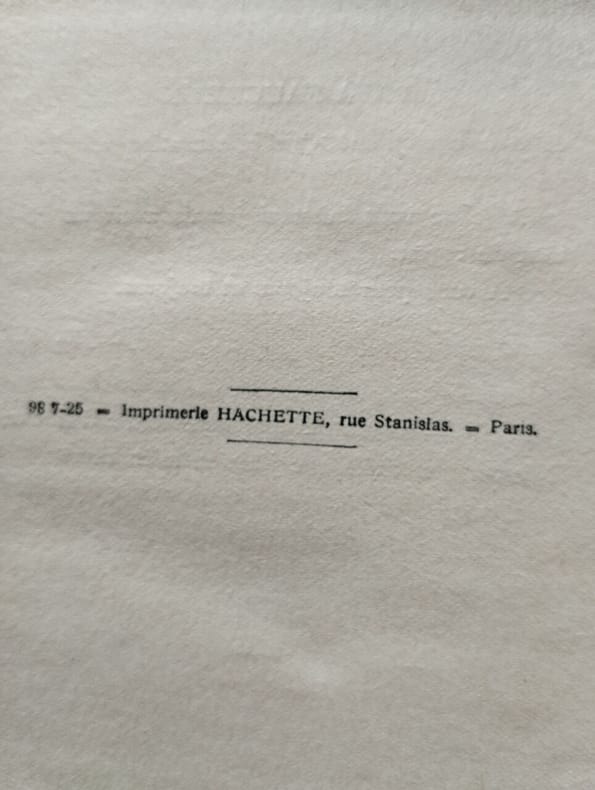 98 7-25 — Imprimerie HACHETTE, rue Stanislas. — Paris.